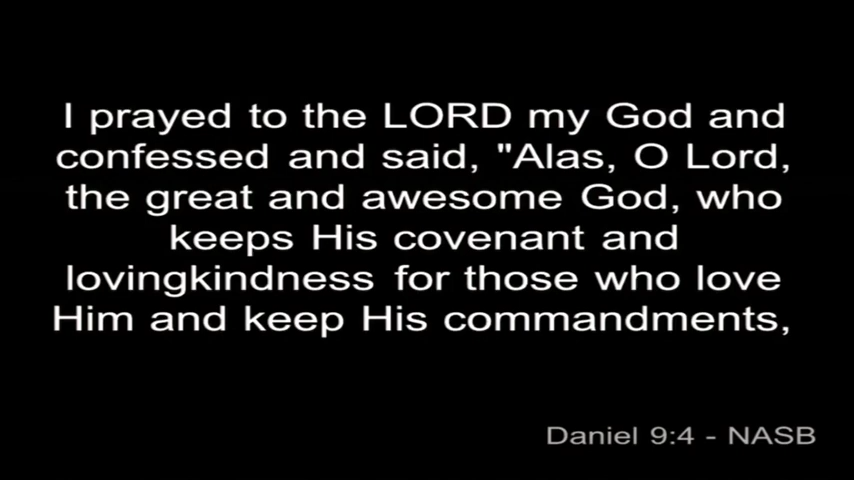 I prayed to the LORD my God and
confessed and said, "Alas, O Lord,
the great and awesome God, who
keeps His covenant and
lovingkindness for those who love
Him and keep His commandments,
Daniel 9:4 - NASB